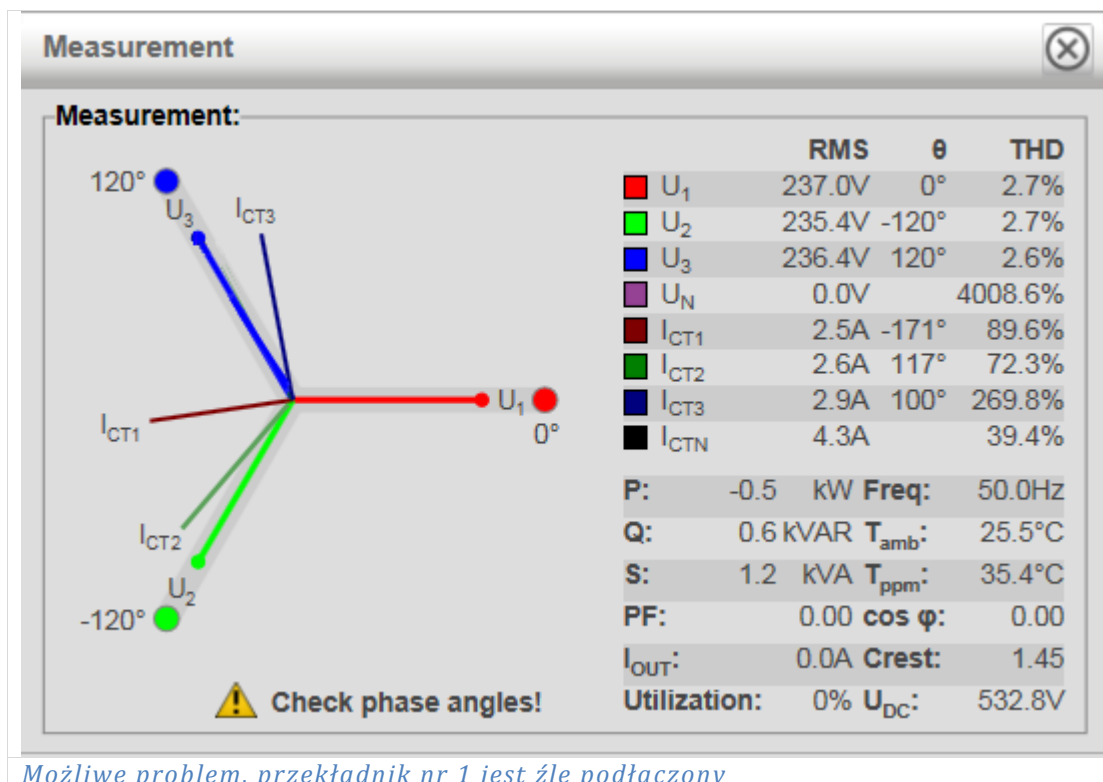 Measurement
Measurement:
RMS θ THD
U1 237.0V 0° 2.7%
U2 235.4V -120° 2.7%
U3 236.4V 120° 2.6%
UN 0.0V 4008.6%
ICT1 2.5A -171° 89.6%
ICT2 2.6A 117° 72.3%
ICT3 2.9A 100° 269.8%
ICTN 4.3A 39.4%
P: -0.5 kW Freq: 50.0Hz
Q: 0.6 kVAR Tamb: 25.5°C
S: 1.2 kVA Tppm: 35.4°C
PF: 0.00 cos φ: 0.00
IOUT: 0.0A Crest: 1.45
Utilization: 0% UDC: 532.8V
120°
U3
ICT3
U1
0°
ICT1
ICT2
U2
-120°
Check phase angles!
Możliwe problem, przekładnik nr 1 jest źle podłączony